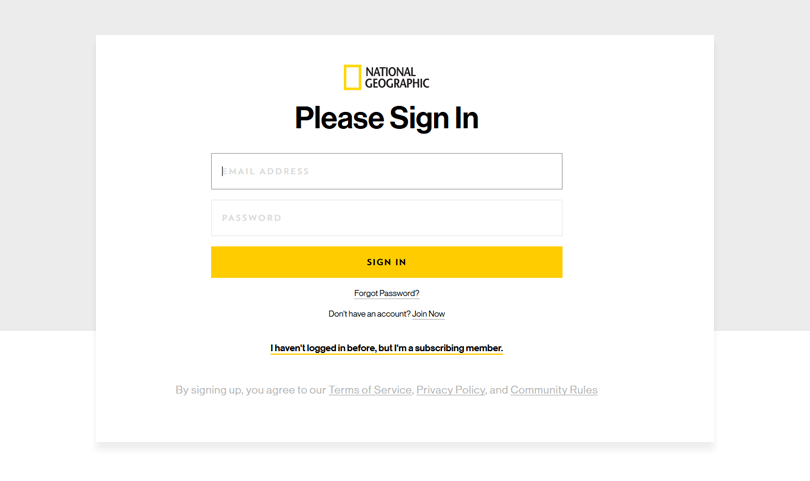 NATIONAL
GEOGRAPHIC
Please Sign In
EMAIL ADDRESS
PASSWORD
SIGN IN
Forgot Password?
Don't have an account? Join Now
I haven't logged in before, but I'm a subscribing member.
By signing up, you agree to our Terms of Service, Privacy Policy, and Community Rules